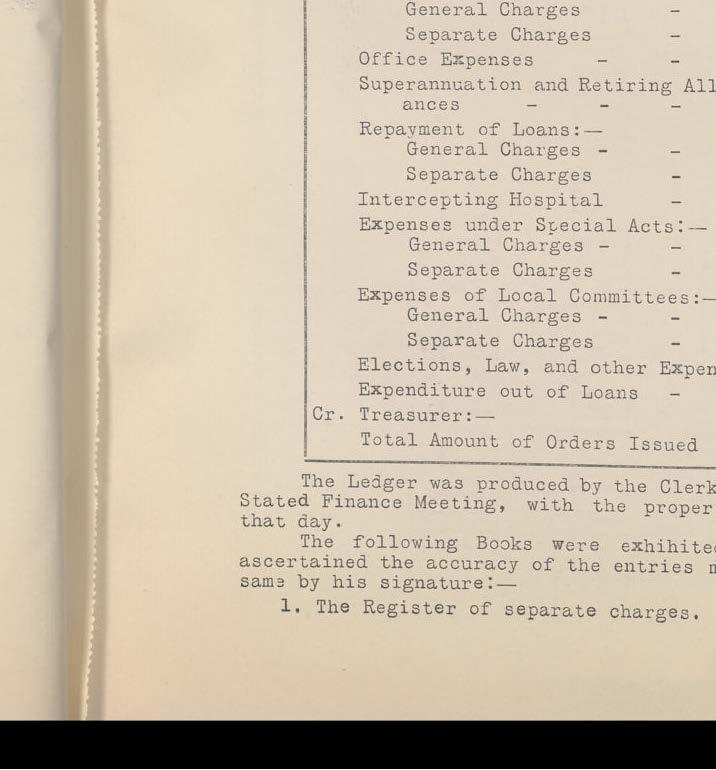 General Charges -
Separate Charges -
Office Expenses - -
Superannuation and Retiring All
ances - - -
Repayment of Loans:—
General Charges - -
Separate Charges -
Intercepting Hospital -
Expenses under Special Acts:—
General Charges - -
Separate Charges -
Expenses of Local Committees:—
General Charges - -
Separate Charges -
Elections, Law, and other Expen
Expenditure out of Loans -
Cr. Treasurer:—
Total Amount of Orders Issued
The Ledger was produced by the Clerk
Stated Finance Meeting, with the proper
that day.
The following Books were exhihited
ascertained the accuracy of the entries m
same by his signature:—
1. The Register of separate charges.